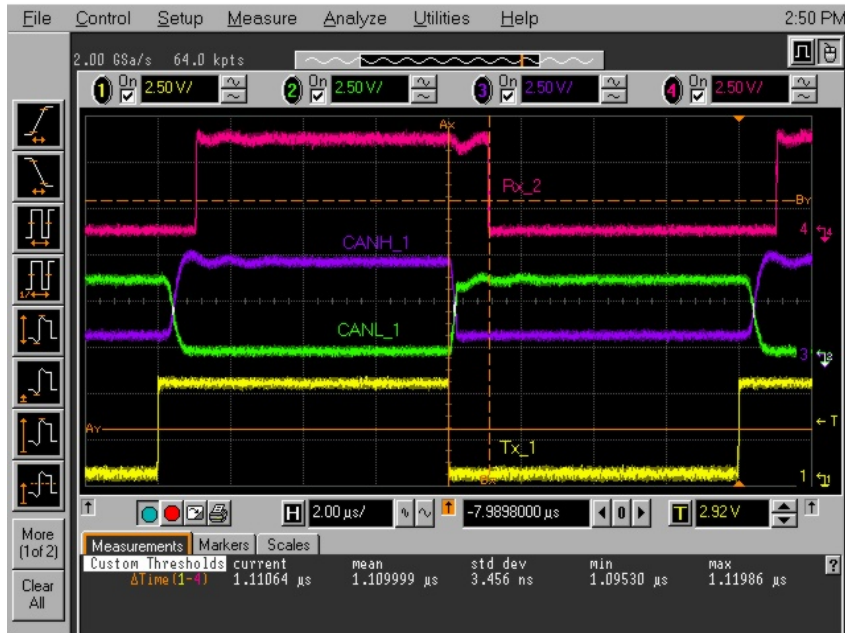 File Control Setup Measure Analyze Utilities Help 2:50 PM
2.00 GSa/s 64.0 kpts
1 On 2.50 V/ 2 On 2.50 V/ 3 On 2.50 V/ 4 On 2.50 V/
Ax
Rx_2
By
4
CANH_1
CANL_1
3 2
Ay
T
Tx_1
Bx
1
H 2.00 µs/ -7.9898000 µs 0 T 2.92 V
More
(1of 2)
Clear
All
Measurements Markers Scales
Custom Thresholds current mean std dev min max ?
ΔTime(1-4) 1.11064 µs 1.109999 µs 3.456 ns 1.09530 µs 1.11986 µs